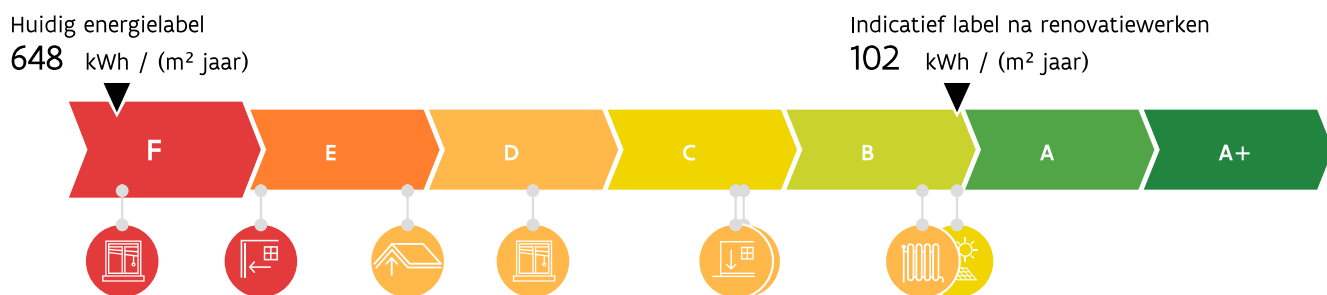 Huidig energielabel
648 kWh / (m² jaar)
Indicatief label na renovatiewerken
102 kWh / (m² jaar)
F E D C B A A+